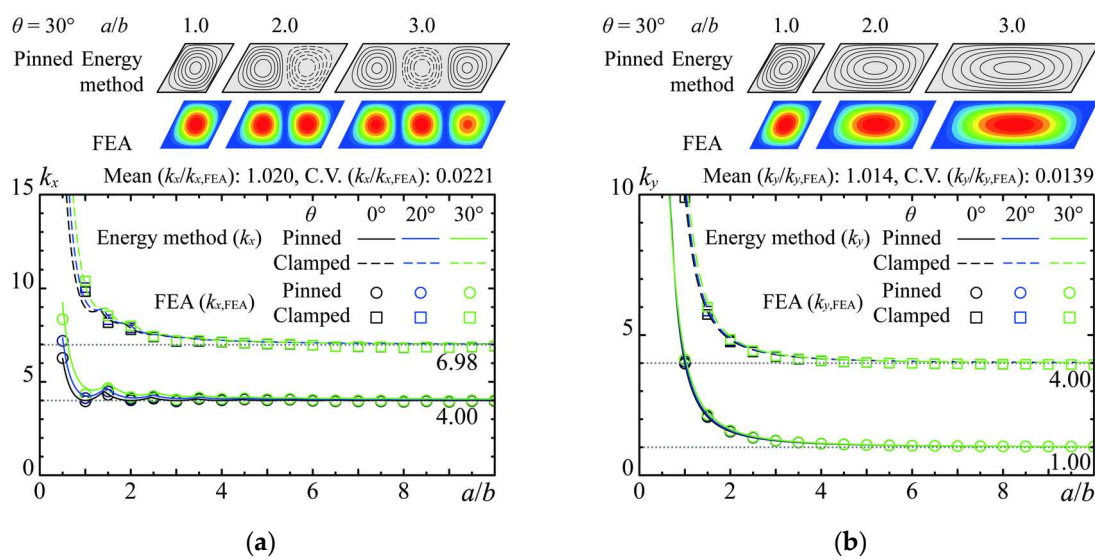 θ = 30° a/b 1.0 2.0 3.0
Pinned Energy
method
FEA
Mean (kx/kx,FEA): 1.020, C.V. (kx/kx,FEA): 0.0221
15
kx
θ 0° 20° 30°
Energy method (kx) Pinned
Clamped
10
FEA (kx,FEA) Pinned
Clamped
6.98
5
4.00
0
0 2 4 6 8 a/b
(a)
θ = 30° a/b 1.0 2.0 3.0
Pinned Energy
method
FEA
Mean (ky/ky,FEA): 1.014, C.V. (ky/ky,FEA): 0.0139
10
ky
θ 0° 20° 30°
Energy method (ky) Pinned
Clamped
FEA (ky,FEA) Pinned
Clamped
5
4.00
1.00
0
0 2 4 6 8 a/b
(b)